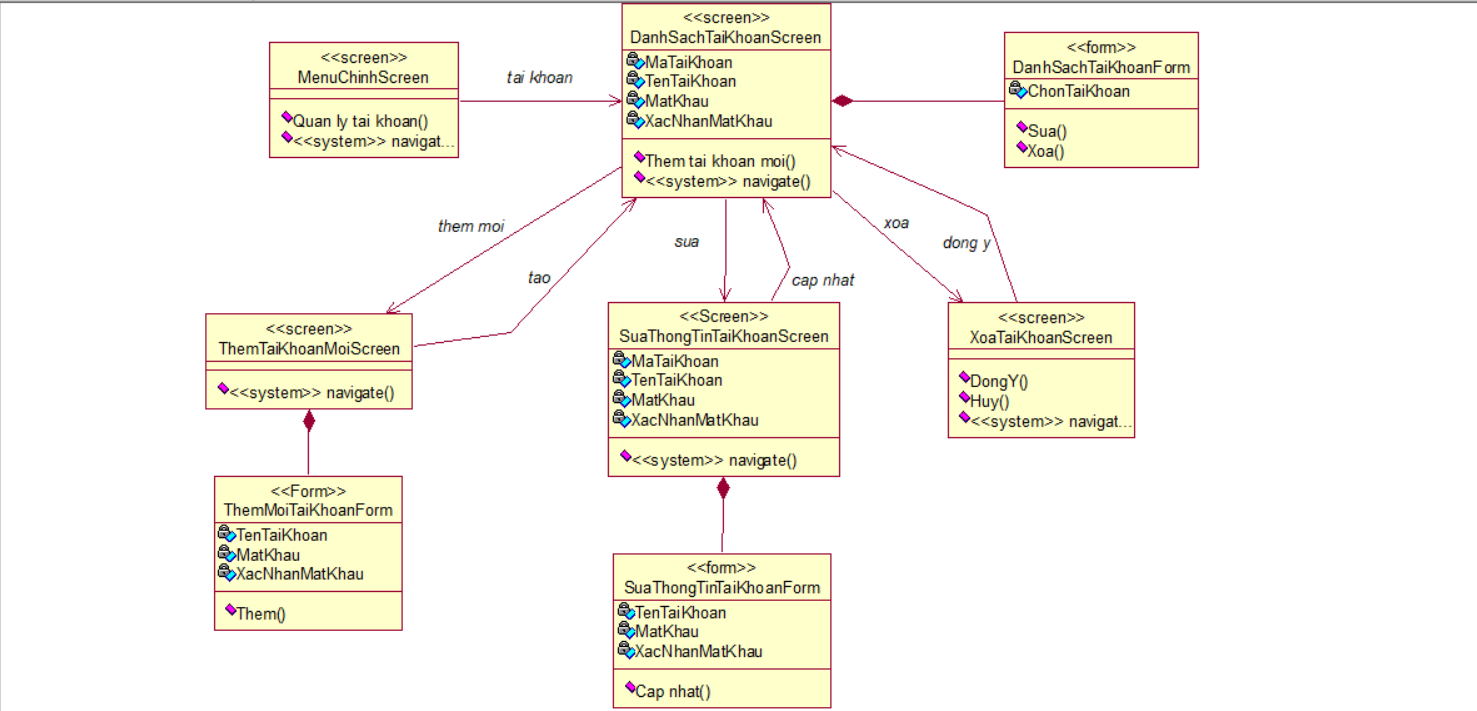 <<screen>>
MenuChinhScreen
Quan ly tai khoan()
<<system>> navigat...
tai khoan
<<screen>>
DanhSachTaiKhoanScreen
MaTaiKhoan
TenTaiKhoan
MatKhau
XacNhanMatKhau
Them tai khoan moi()
<<system>> navigate()
<<form>>
DanhSachTaiKhoanForm
ChonTaiKhoan
Sua()
Xoa()
them moi
tao
sua
cap nhat
xoa
dong y
<<screen>>
ThemTaiKhoanMoiScreen
<<system>> navigate()
<<Screen>>
SuaThongTinTaiKhoanScreen
MaTaiKhoan
TenTaiKhoan
MatKhau
XacNhanMatKhau
<<system>> navigate()
<<screen>>
XoaTaiKhoanScreen
DongY()
Huy()
<<system>> navigat...
<<Form>>
ThemMoiTaiKhoanForm
TenTaiKhoan
MatKhau
XacNhanMatKhau
Them()
<<form>>
SuaThongTinTaiKhoanForm
TenTaiKhoan
MatKhau
XacNhanMatKhau
Cap nhat()